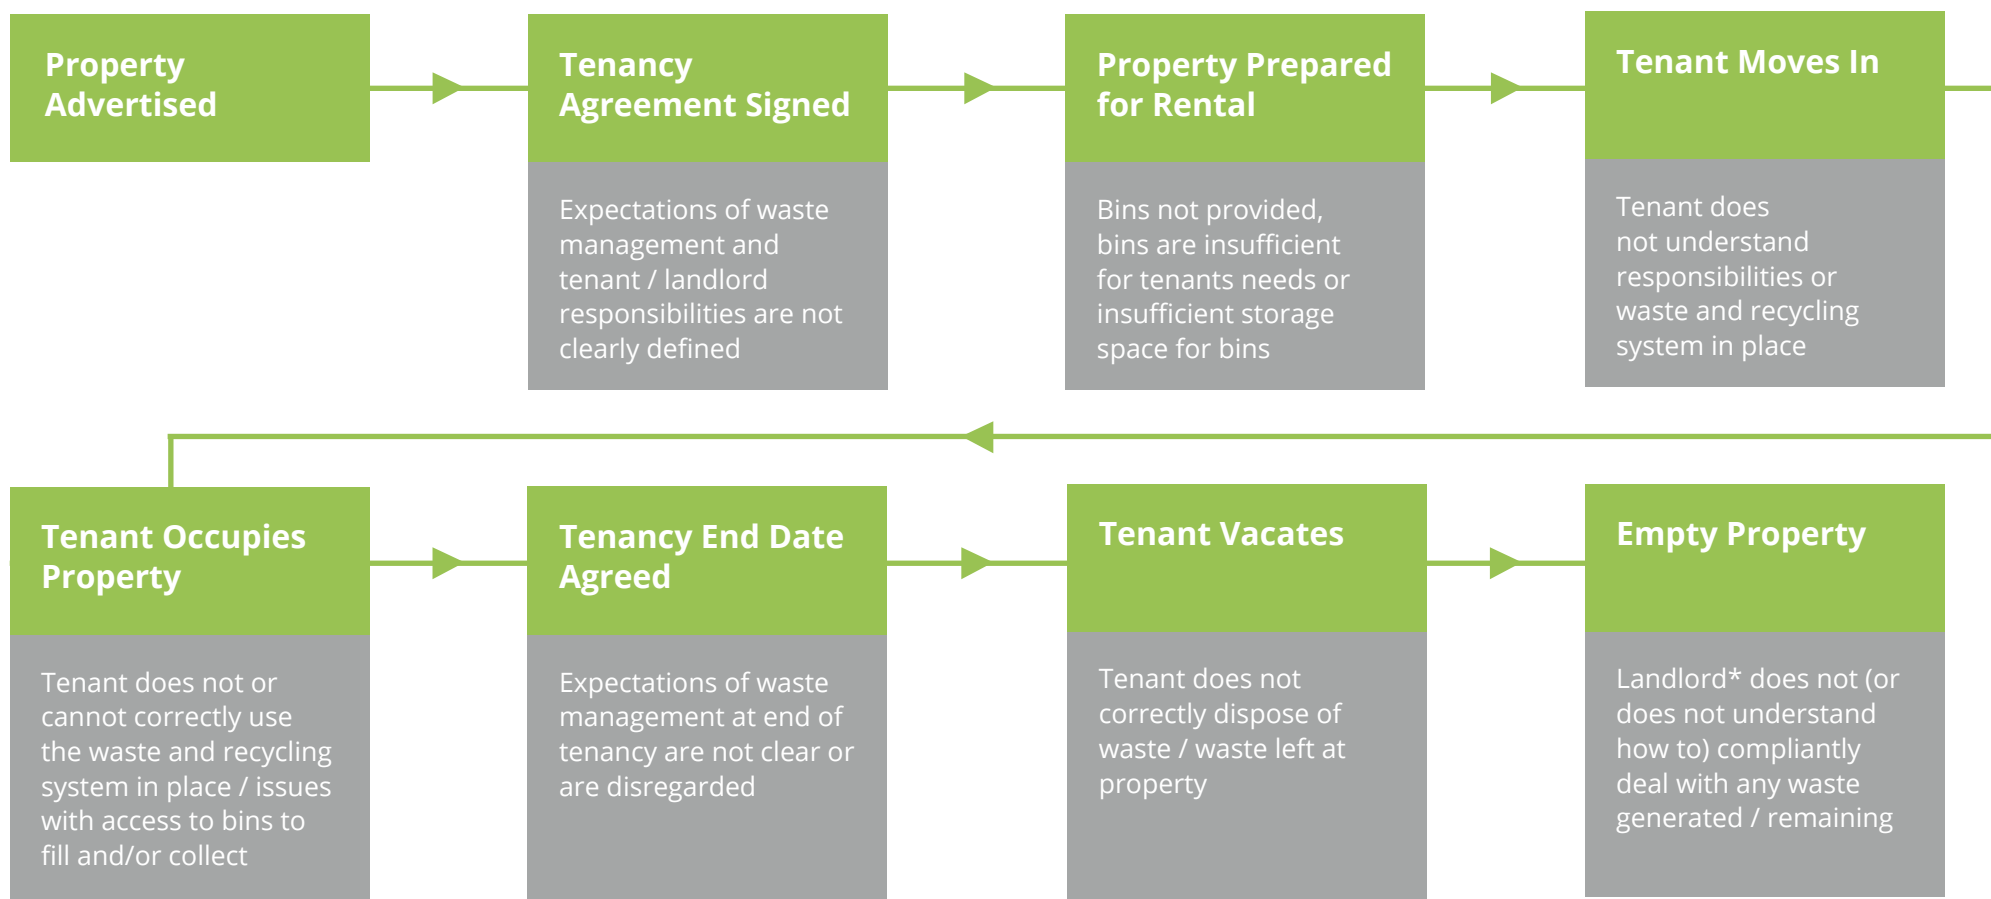 Property
Advertised
Tenancy
Agreement Signed
Expectations of waste
management and
tenant / landlord
responsibilities are not
clearly defined
Property Prepared
for Rental
Bins not provided,
bins are insufficient
for tenants needs or
insufficient storage
space for bins
Tenant Moves In
Tenant does
not understand
responsibilities or
waste and recycling
system in place
Tenant Occupies
Property
Tenant does not or
cannot correctly use
the waste and recycling
system in place / issues
with access to bins to
fill and/or collect
Tenancy End Date
Agreed
Expectations of waste
management at end of
tenancy are not clear or
are disregarded
Tenant Vacates
Tenant does not
correctly dispose of
waste / waste left at
property
Empty Property
Landlord* does not (or
does not understand
how to) compliantly
deal with any waste
generated / remaining